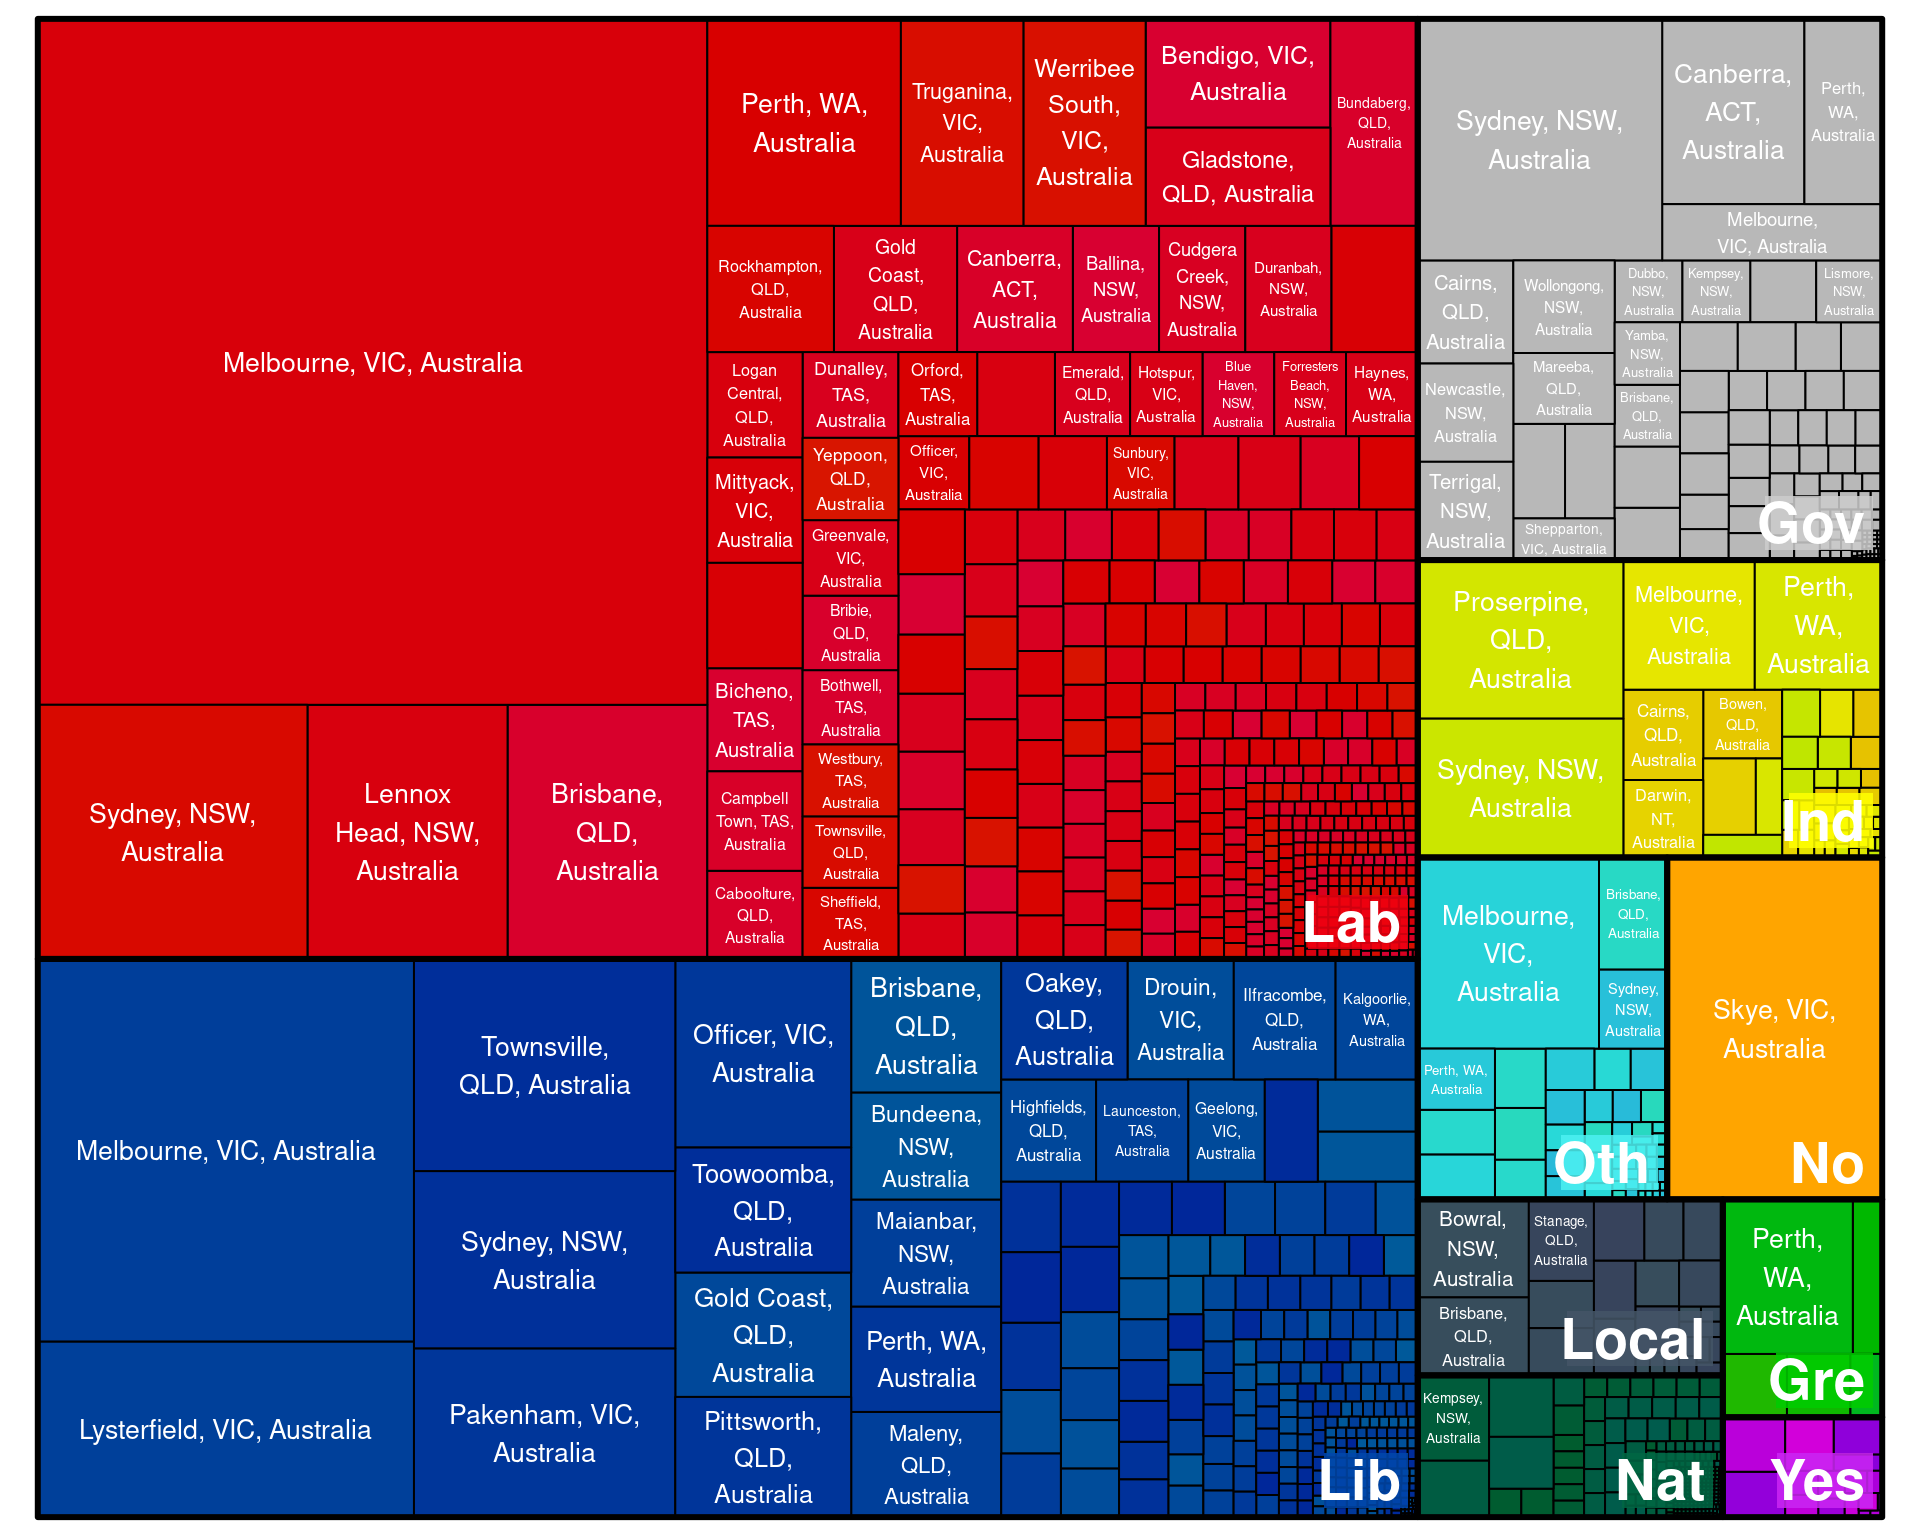 Melbourne, VIC, Australia
Sydney, NSW,
Australia
Lennox
Head, NSW,
Australia
Brisbane,
QLD,
Australia
Perth, WA,
Australia
Truganina,
VIC,
Australia
Werribee
South,
VIC,
Australia
Bendigo, VIC,
Australia
Gladstone,
QLD, Australia
Bundaberg,
QLD,
Australia
Rockhampton,
QLD,
Australia
Gold
Coast,
QLD,
Australia
Canberra,
ACT,
Australia
Ballina,
NSW,
Australia
Cudgera
Creek,
NSW,
Australia
Duranbah,
NSW,
Australia
Logan
Central,
QLD,
Australia
Mittyack,
VIC,
Australia
Bicheno,
TAS,
Australia
Campbell
Town, TAS,
Australia
Caboolture,
QLD,
Australia
Dunalley,
TAS,
Australia
Yeppoon,
QLD,
Australia
Greenvale,
VIC,
Australia
Bribie,
QLD,
Australia
Bothwell,
TAS,
Australia
Westbury,
TAS,
Australia
Townsville,
QLD,
Australia
Sheffield,
TAS,
Australia
Orford,
TAS,
Australia
Emerald,
QLD,
Australia
Hotspur,
VIC,
Australia
Blue
Haven,
NSW,
Australia
Forresters
Beach,
NSW,
Australia
Haynes,
WA,
Australia
Officer,
VIC,
Australia
Sunbury,
VIC,
Australia
Lab
Melbourne, VIC, Australia
Lysterfield, VIC, Australia
Townsville,
QLD, Australia
Sydney, NSW,
Australia
Pakenham, VIC,
Australia
Officer, VIC,
Australia
Toowoomba,
QLD,
Australia
Gold Coast,
QLD,
Australia
Pittsworth,
QLD,
Australia
Brisbane,
QLD,
Australia
Bundeena,
NSW,
Australia
Maianbar,
NSW,
Australia
Perth, WA,
Australia
Maleny,
QLD,
Australia
Oakey,
QLD,
Australia
Drouin,
VIC,
Australia
Ilfracombe,
QLD,
Australia
Kalgoorlie,
WA,
Australia
Highfields,
QLD,
Australia
Launceston,
TAS,
Australia
Geelong,
VIC,
Australia
Lib
Sydney, NSW,
Australia
Canberra,
ACT,
Australia
Perth,
WA,
Australia
Melbourne,
VIC, Australia
Cairns,
QLD,
Australia
Newcastle,
NSW,
Australia
Terrigal,
NSW,
Australia
Wollongong,
NSW,
Australia
Mareeba,
QLD,
Australia
Shepparton,
VIC, Australia
Dubbo,
NSW,
Australia
Kempsey,
NSW,
Australia
Lismore,
NSW,
Australia
Yamba,
NSW,
Australia
Brisbane,
QLD,
Australia
Gov
Proserpine,
QLD,
Australia
Sydney, NSW,
Australia
Melbourne,
VIC,
Australia
Perth,
WA,
Australia
Cairns,
QLD,
Australia
Darwin,
NT,
Australia
Bowen,
QLD,
Australia
Ind
Melbourne,
VIC,
Australia
Brisbane,
QLD,
Australia
Sydney,
NSW,
Australia
Perth, WA,
Australia
Oth
Skye, VIC,
Australia
No
Bowral,
NSW,
Australia
Brisbane,
QLD,
Australia
Stanage,
QLD,
Australia
Local
Perth,
WA,
Australia
Gre
Kempsey,
NSW,
Australia
Nat
Yes